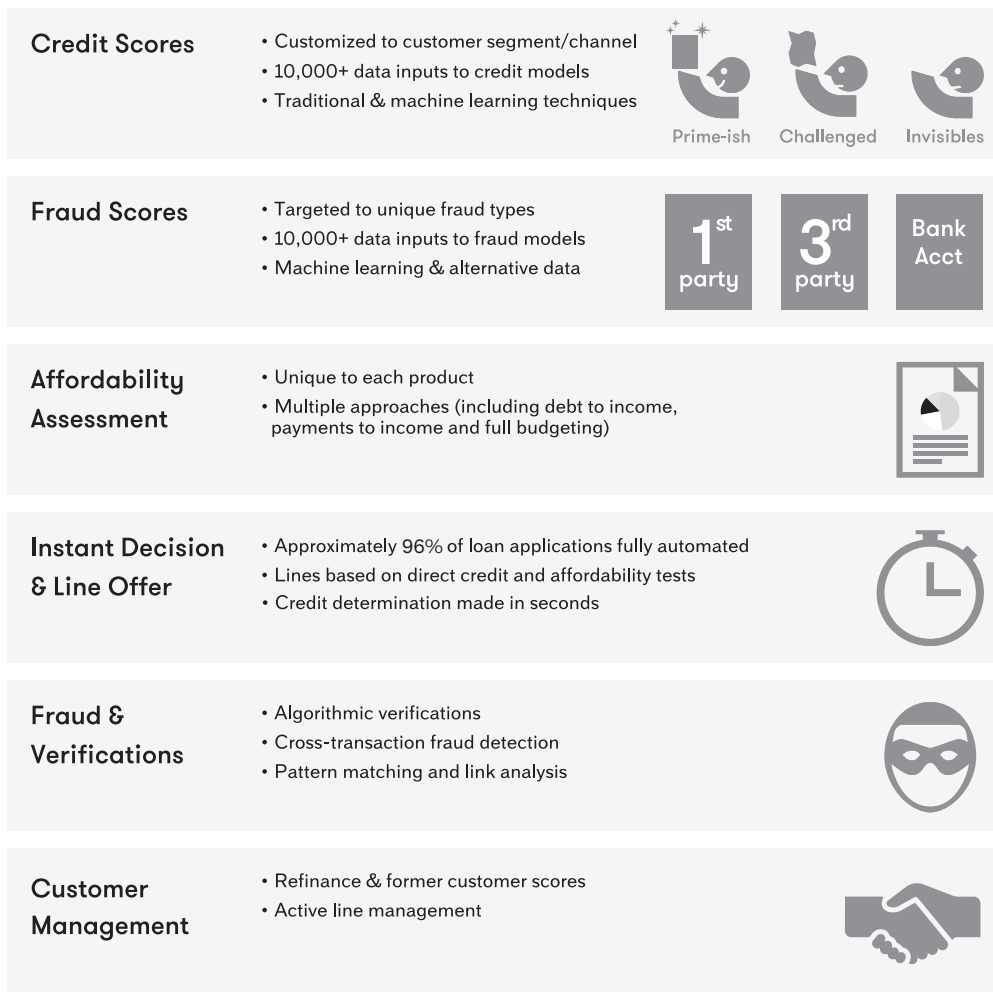 Credit Scores
• Customized to customer segment/channel
• 10,000+ data inputs to credit models
• Traditional & machine learning techniques
Prime-ish
Challenged
Invisibles
Fraud Scores
• Targeted to unique fraud types
• 10,000+ data inputs to fraud models
• Machine learning & alternative data
1st
party
3rd
party
Bank
Acct
Affordability
Assessment
• Unique to each product
• Multiple approaches (including debt to income,
payments to income and full budgeting)
Instant Decision
& Line Offer
• Approximately 96% of loan applications fully automated
• Lines based on direct credit and affordability tests
• Credit determination made in seconds
Fraud &
Verifications
• Algorithmic verifications
• Cross-transaction fraud detection
• Pattern matching and link analysis
Customer
Management
• Refinance & former customer scores
• Active line management